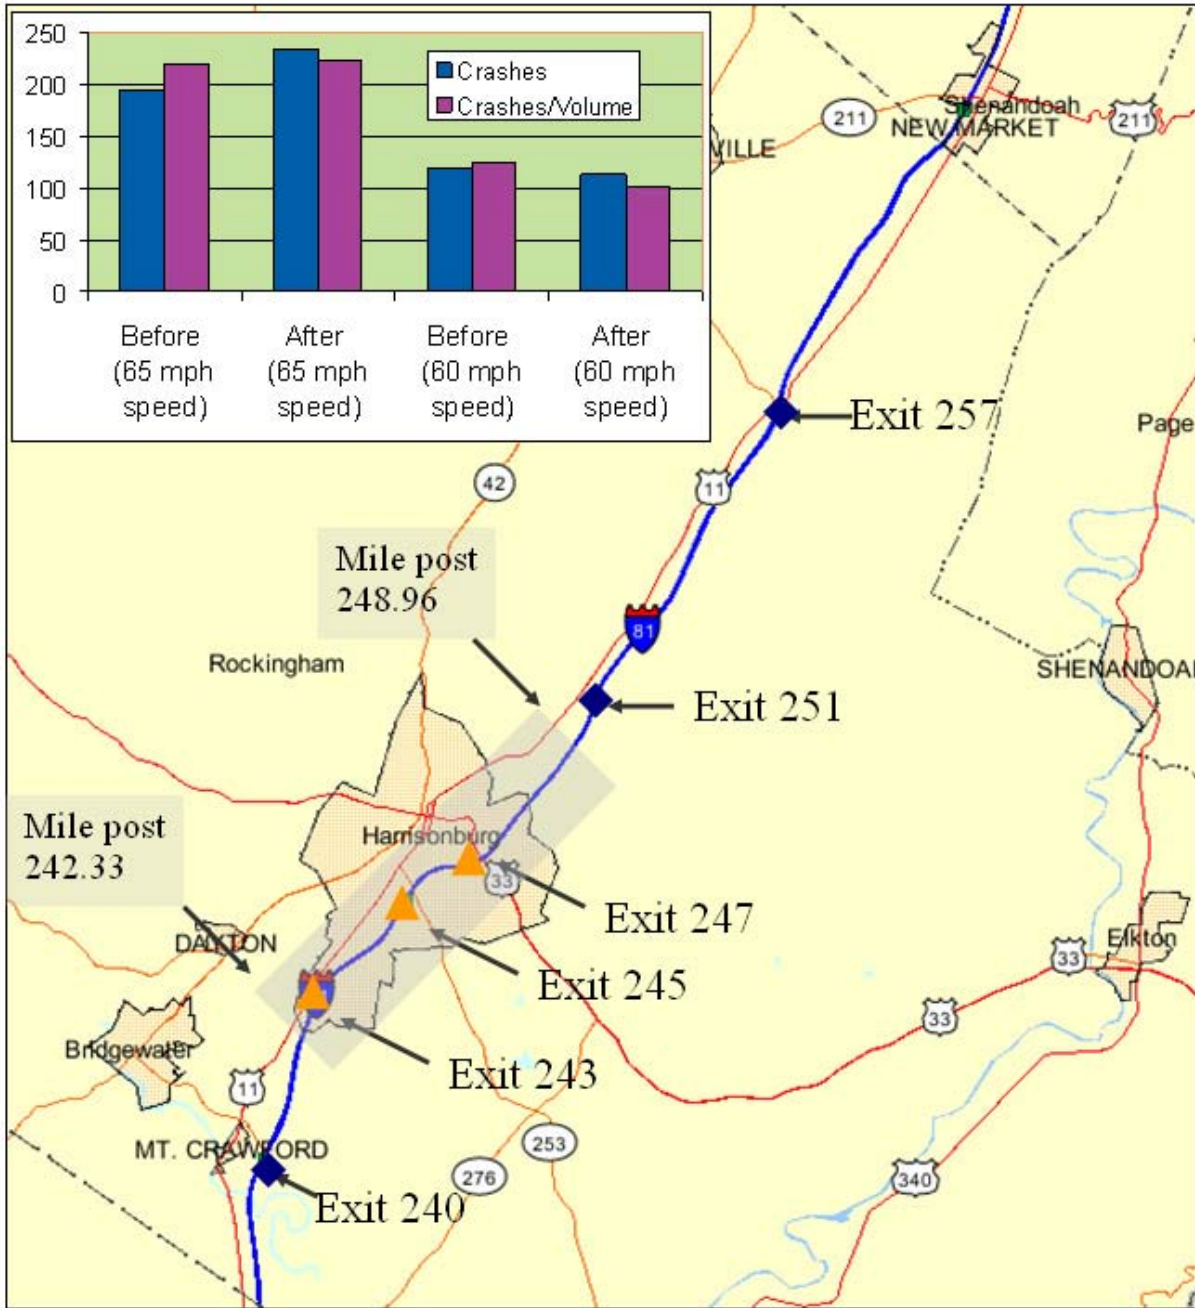 250
200
150
100
50
0
Crashes
Crashes/Volume
Before
(65 mph
speed)
After
(65 mph
speed)
Before
(60 mph
speed)
After
(60 mph
speed)
Shenandoah
NEW MARKET
211
211
VILLE
Exit 257
Page
42
11
Mile post
248.96
81
Rockingham
SHENANDOAH
Exit 251
Mile post
242.33
Harrisonburg
33
Exit 247
DAYTON
Elkton
33
Exit 245
33
Bridgewater
Exit 243
11
MT. CRAWFORD
253
276
340
Exit 240